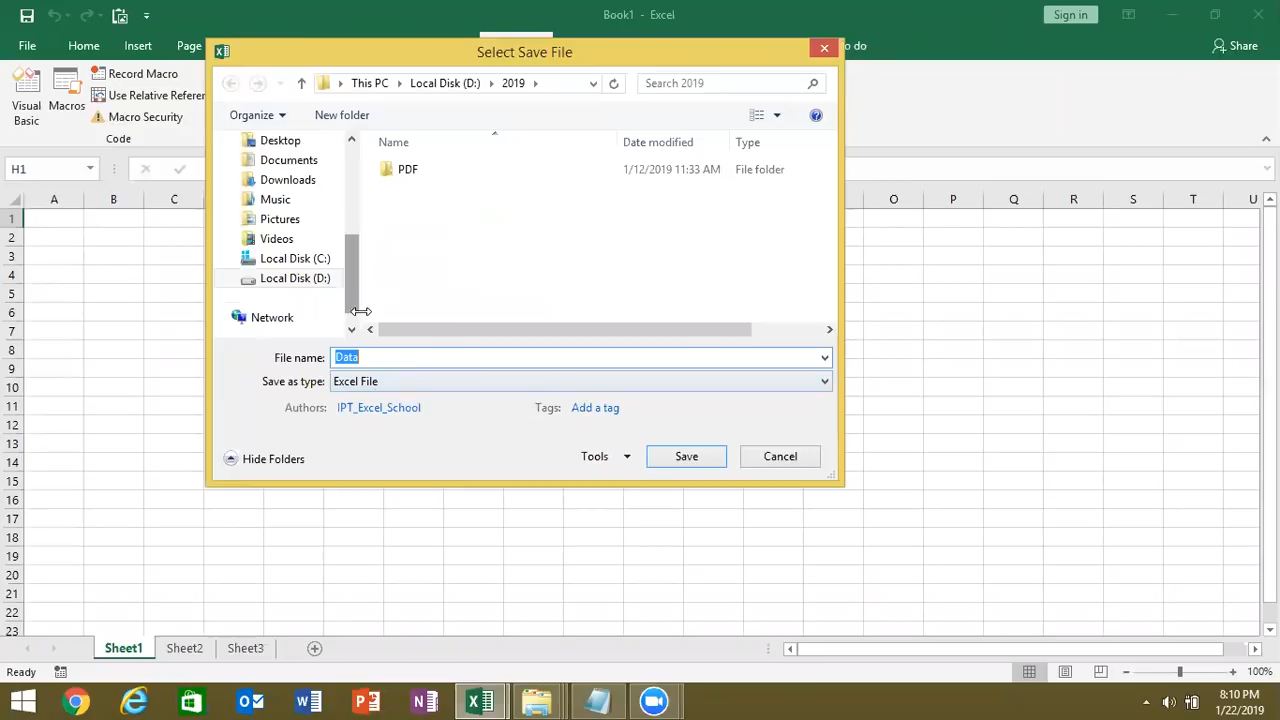 Book1 - Excel
Sign in
File
Home
Insert
Page
do
Share
Visual
Basic
Macros
Record Macro
Use Relative Referen
Macro Security
Code
H1
Select Save File
This PC
Local Disk (D:)
2019
Search 2019
Organize
New folder
Desktop
Documents
Downloads
Music
Pictures
Videos
Local Disk (C:)
Local Disk (D:)
Network
Name
Date modified
Type
PDF
1/12/2019 11:33 AM
File folder
File name:
Data
Save as type:
Excel File
Authors:
IPT_Excel_School
Tags:
Add a tag
Hide Folders
Tools
Save
Cancel
A B C O P Q R S T U
1
2
3
4
5
6
7
8
9
10
11
12
13
14
15
16
17
18
19
20
21
22
23
Sheet1
Sheet2
Sheet3
Ready
100%
8:10 PM
1/22/2019